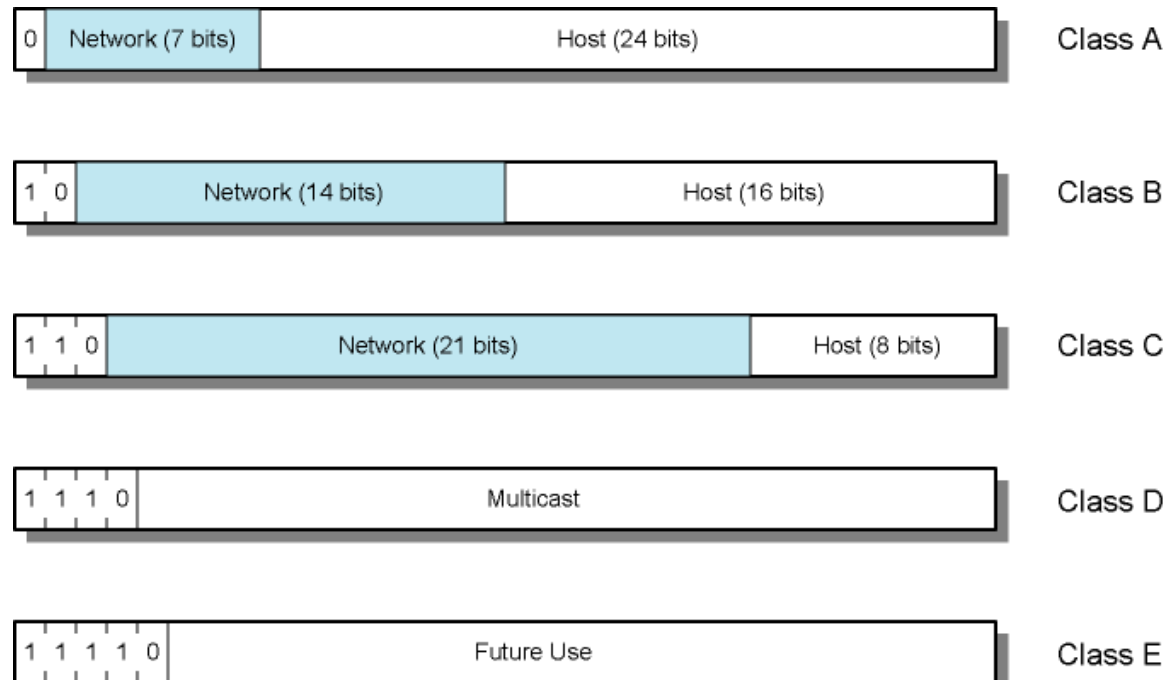 0 Network (7 bits) Host (24 bits) Class A
1 0 Network (14 bits) Host (16 bits) Class B
1 1 0 Network (21 bits) Host (8 bits) Class C
1 1 1 0 Multicast Class D
1 1 1 1 0 Future Use Class E